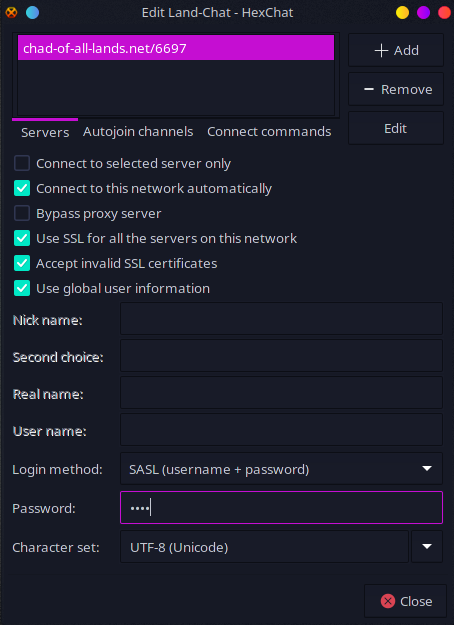 Edit Land-Chat - HexChat
chad-of-all-lands.net/6697
Add
Remove
Edit
Servers Autojoin channels Connect commands
Connect to selected server only
Connect to this network automatically
Bypass proxy server
Use SSL for all the servers on this network
Accept invalid SSL certificates
Use global user information
Nick name:
Second choice:
Real name:
User name:
Login method: SASL (username + password)
Password: ••••
Character set: UTF-8 (Unicode)
Close